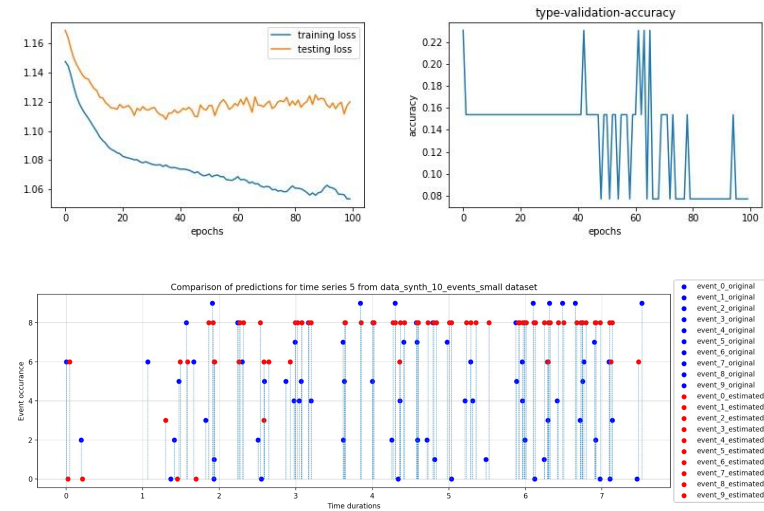 type-validation-accuracy
training loss
testing loss
1.16
1.14
1.12
1.10
1.08
1.06
0 20 40 60 80 100
epochs
accuracy
0.22
0.20
0.18
0.16
0.14
0.12
0.10
0.08
0 20 40 60 80 100
epochs
Comparison of predictions for time series 5 from data_synth_10_events_small dataset
Event occurance
8
6
4
2
0
0 1 2 3 4 5 6 7
Time durations
event_0_original
event_1_original
event_2_original
event_3_original
event_4_original
event_5_original
event_6_original
event_7_original
event_8_original
event_9_original
event_0_estimated
event_1_estimated
event_2_estimated
event_3_estimated
event_4_estimated
event_5_estimated
event_6_estimated
event_7_estimated
event_8_estimated
event_9_estimated